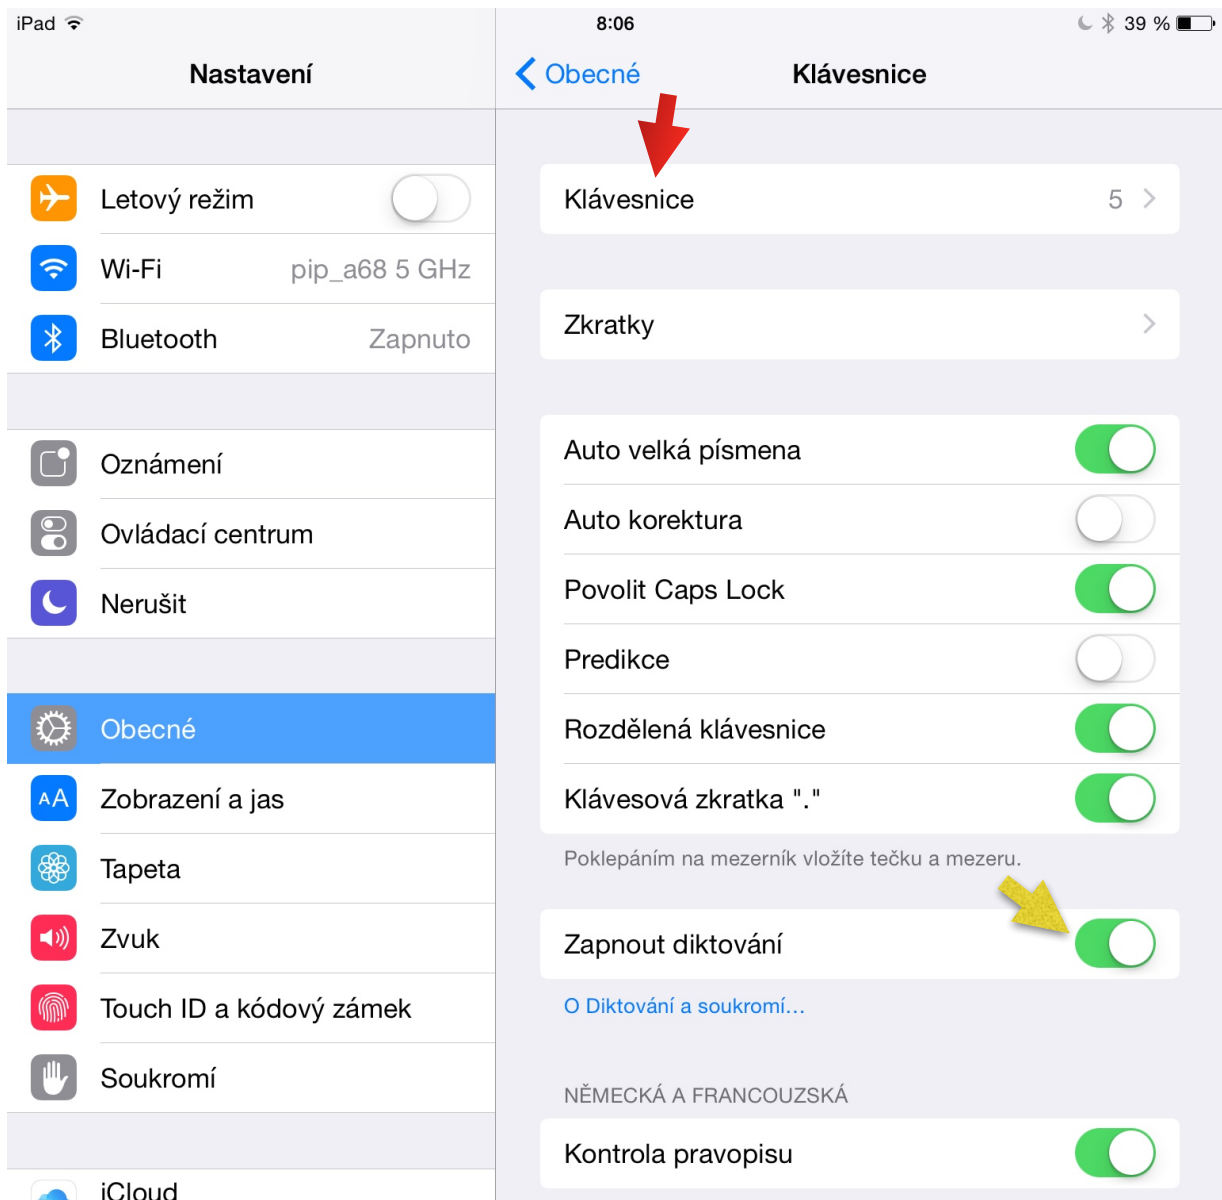 iPad
8:06
39 %
Nastavení
Obecné
Klávesnice
Letový režim
Wi-Fi
pip_a68 5 GHz
Bluetooth
Zapnuto
Oznámení
Ovládací centrum
Nerušit
Obecné
Zobrazení a jas
AA
Tapeta
Zvuk
Touch ID a kódový zámek
Soukromí
iCloud
Klávesnice
5
Zkratky
Auto velká písmena
Auto korektura
Povolit Caps Lock
Predikce
Rozdělená klávesnice
Klávesová zkratka "."
Poklepáním na mezerník vložíte tečku a mezeru.
Zapnout diktování
O Diktování a soukromí...
NĚMECKÁ A FRANCOUZSKÁ
Kontrola pravopisu